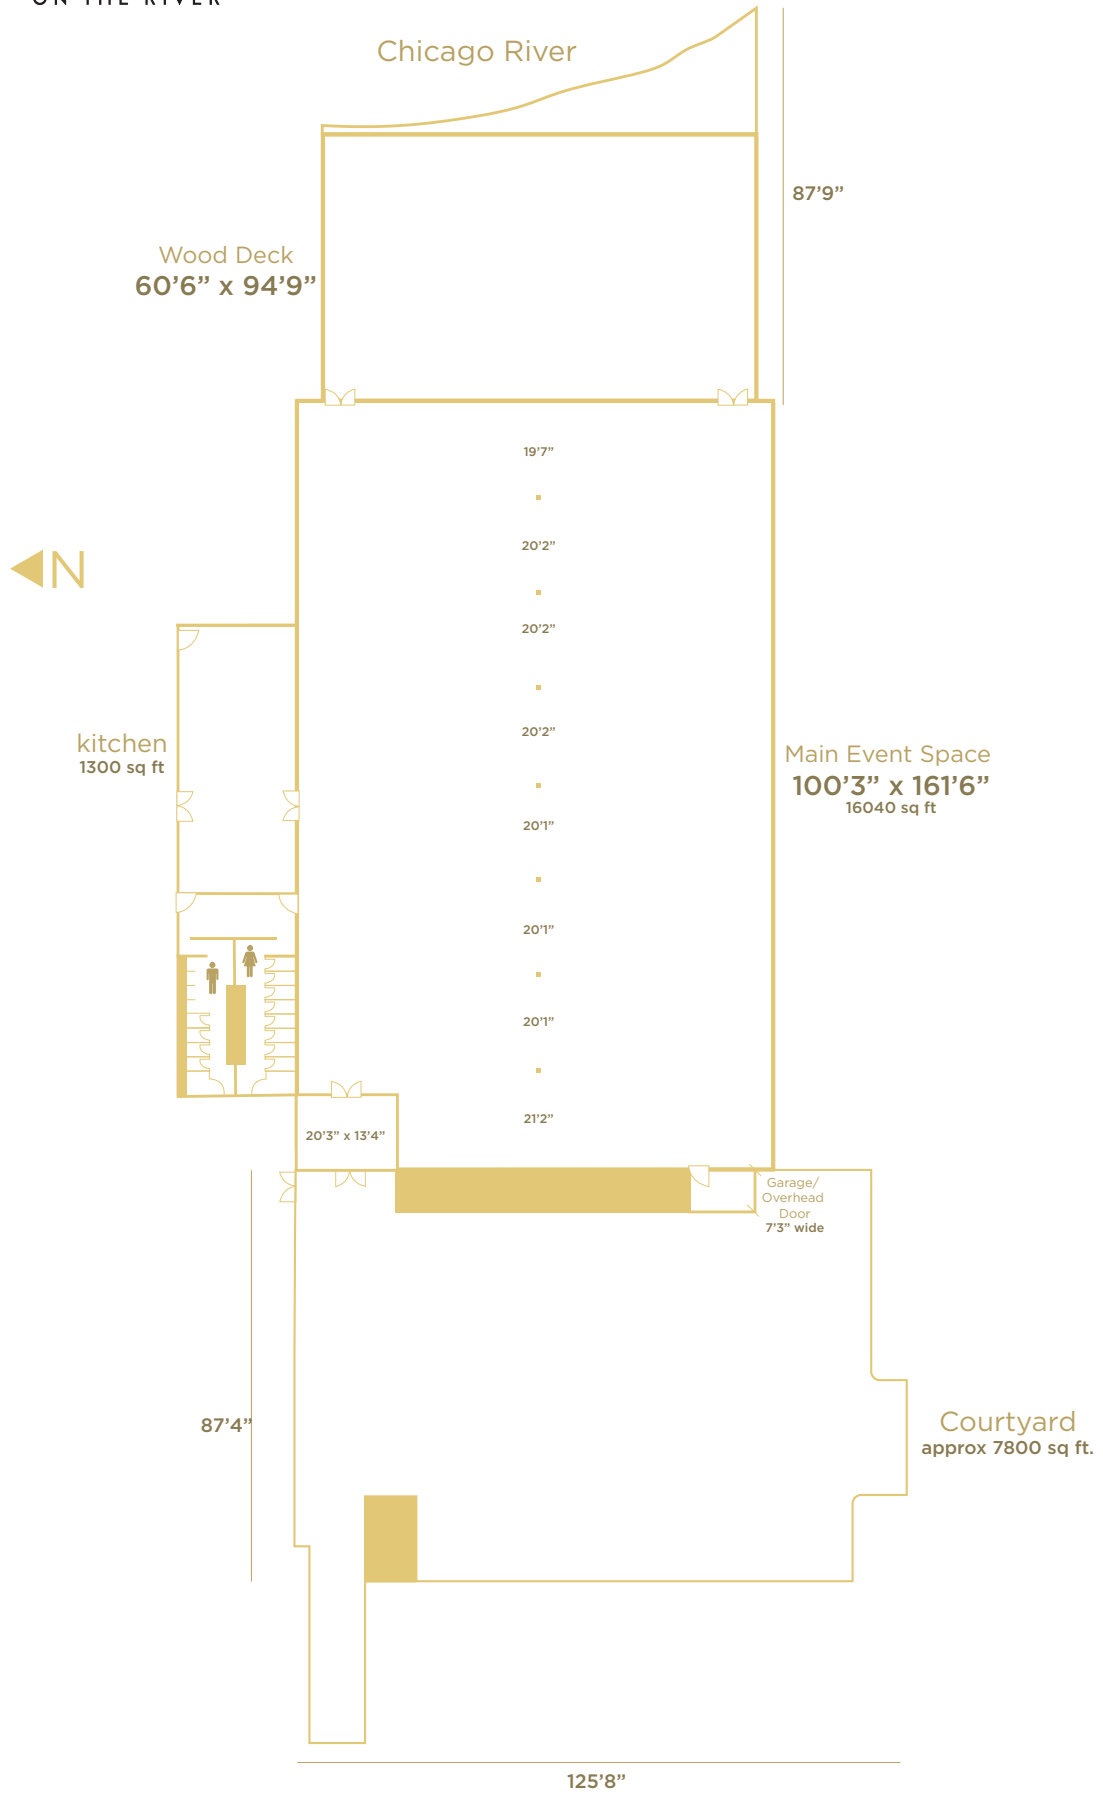 ON THE RIVER
Chicago River
87’9”
Wood Deck
60’6” x 94’9”
19’7”
20’2”
N
20’2”
20’2”
kitchen
1300 sq ft
Main Event Space
100’3” x 161’6”
16040 sq ft
20’1”
20’1”
20’1”
21’2”
20’3” x 13’4”
Garage/
Overhead
Door
7’3” wide
87’4”
Courtyard
approx 7800 sq ft.
125’8”